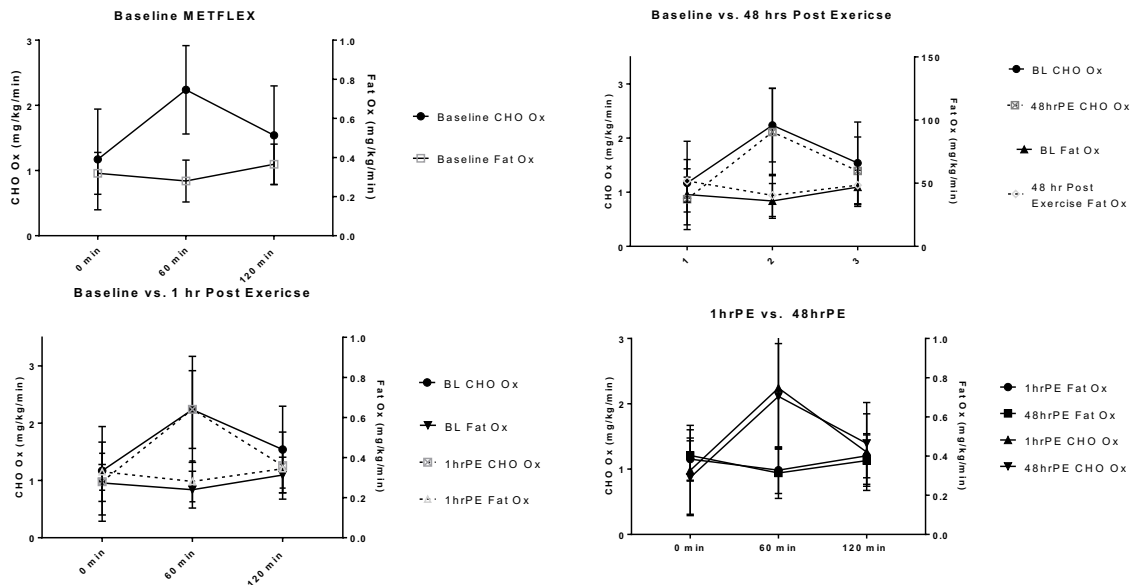 Baseline METFLEX
3
2
1
0
CHO Ox (mg/kg/min)
1.0
0.8
0.6
0.4
0.2
0.0
Fat Ox (mg/kg/min)
0 min
60 min
120 min
Baseline CHO Ox
Baseline Fat Ox
Baseline vs. 48 hrs Post Exericse
3
2
1
0
CHO Ox (mg/kg/min)
150
100
50
0
Fat Ox (mg/kg/min)
1
2
3
BL CHO Ox
48hrPE CHO Ox
BL Fat Ox
48 hr Post
Exercise Fat Ox
Baseline vs. 1 hr Post Exericse
3
2
1
0
CHO Ox (mg/kg/min)
1.0
0.8
0.6
0.4
0.2
0.0
Fat Ox (mg/kg/min)
0 min
60 min
120 min
BL CHO Ox
BL Fat Ox
1hrPE CHO Ox
1hrPE Fat Ox
1hrPE vs. 48hrPE
3
2
1
0
CHO Ox (mg/kg/min)
1.0
0.8
0.6
0.4
0.2
0.0
Fat Ox (mg/kg/min)
0 min
60 min
120 min
1hrPE Fat Ox
48hrPE Fat Ox
1hrPE CHO Ox
48hrPE CHO Ox